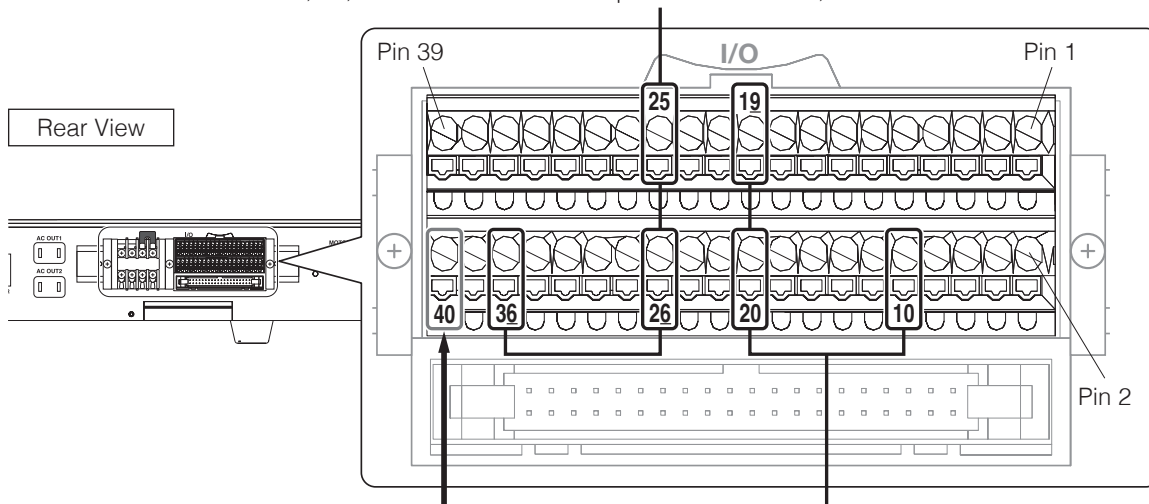 I/O
Pin 39
Pin 1
25
19
Rear View
AC OUT1
I/O
AC OUT2
40
36
26
20
10
Pin 2